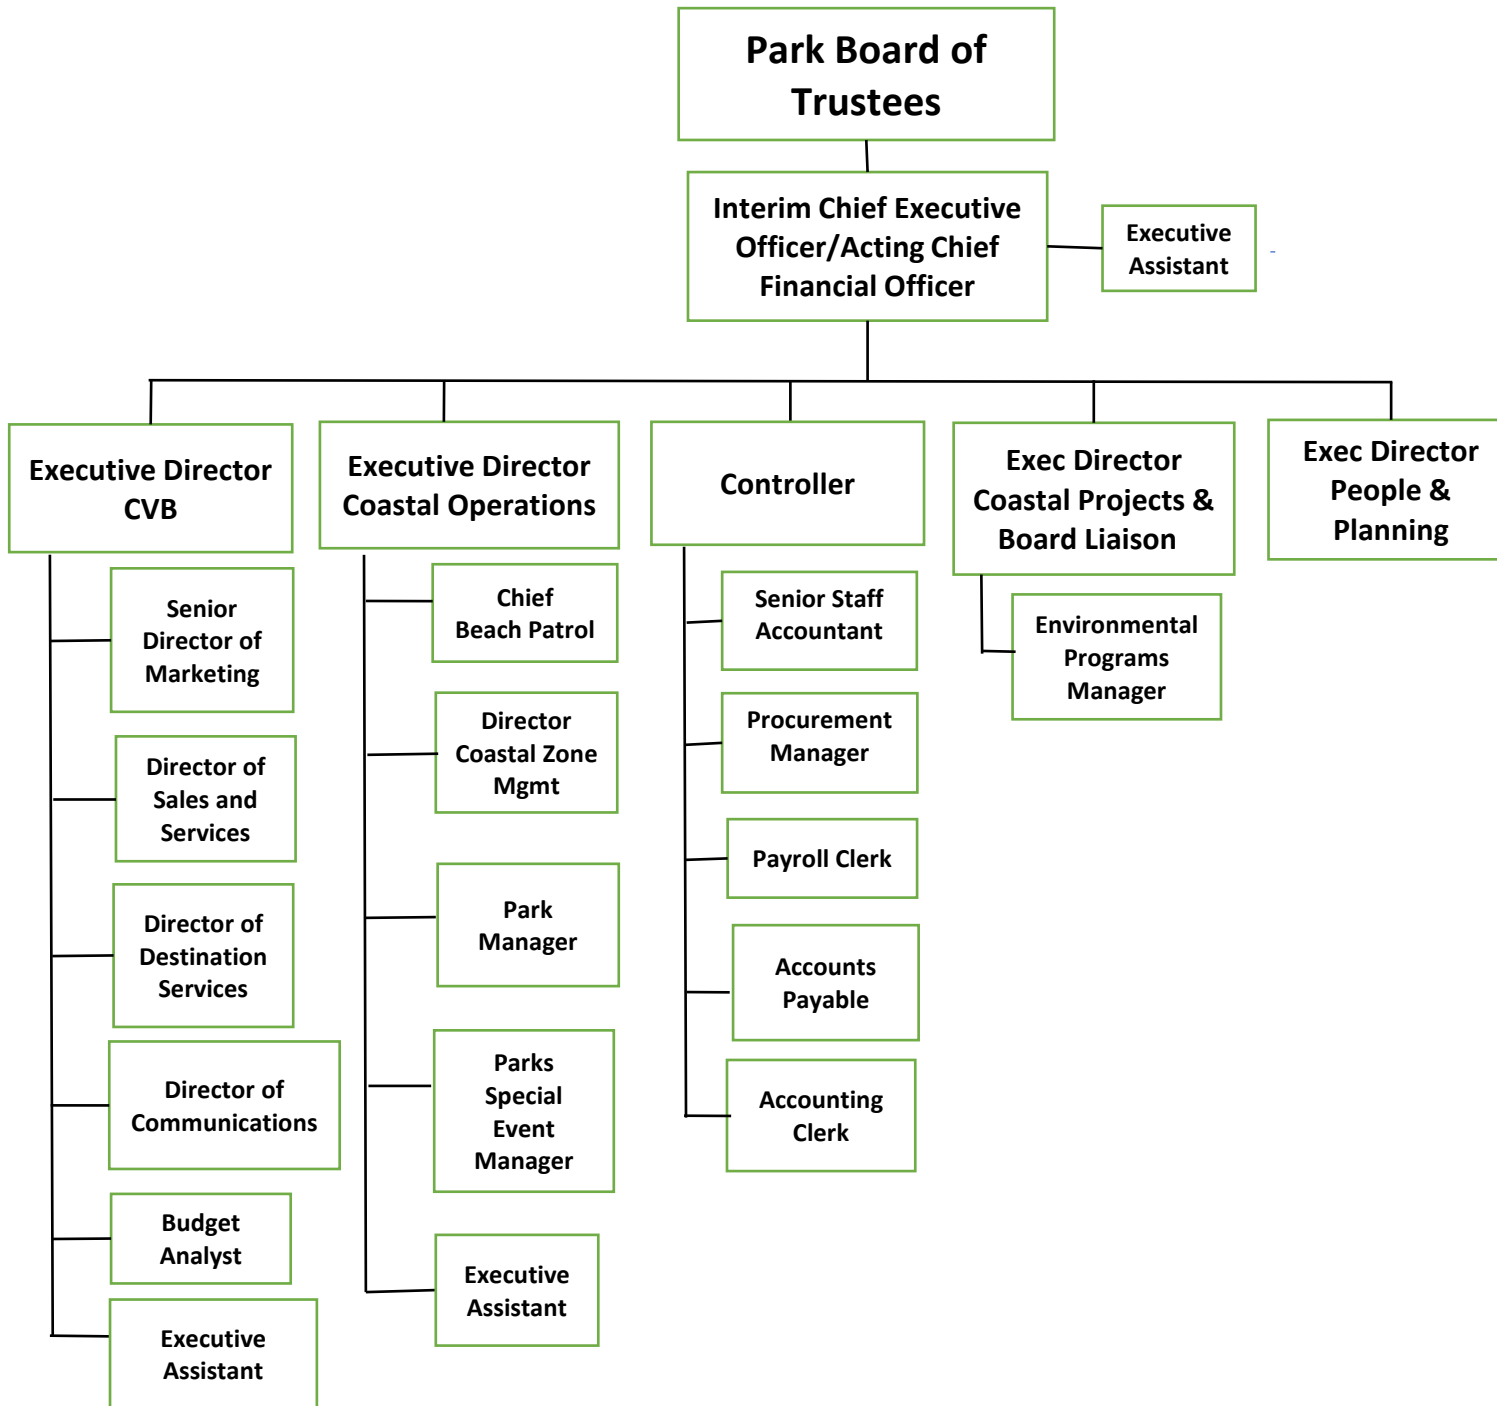 Park Board of
Trustees
Interim Chief Executive
Officer/Acting Chief
Financial Officer
Executive
Assistant
-
Executive Director
CVB
Executive Director
Coastal Operations
Controller
Exec Director
Coastal Projects &
Board Liaison
Exec Director
People &
Planning
Senior
Director of
Marketing
Director of
Sales and
Services
Director of
Destination
Services
Director of
Communications
Budget
Analyst
Executive
Assistant
Chief
Beach Patrol
Director
Coastal Zone
Mgmt
Park
Manager
Parks
Special
Event
Manager
Executive
Assistant
Senior Staff
Accountant
Procurement
Manager
Payroll Clerk
Accounts
Payable
Accounting
Clerk
Environmental
Programs
Manager